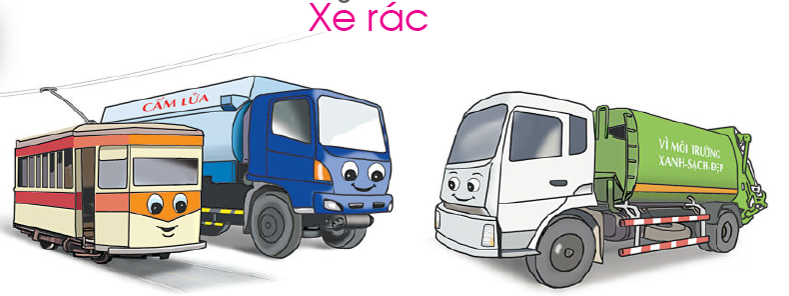 Xe rác
CẤM LỬA
VÌ MÔI TRƯỜNG
XANH-SẠCH-ĐẸP